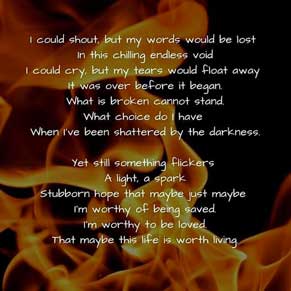 I could shout, but my words would be lost
In this chilling endless void
I could cry, but my tears would float away
It was over before it began.
What is broken cannot stand.
What choice do I have
When I've been shattered by the darkness.
Yet still something flickers
A light, a spark
Stubborn hope that maybe just maybe
I'm worthy of being saved.
I'm worthy to be loved.
That maybe this life is worth living